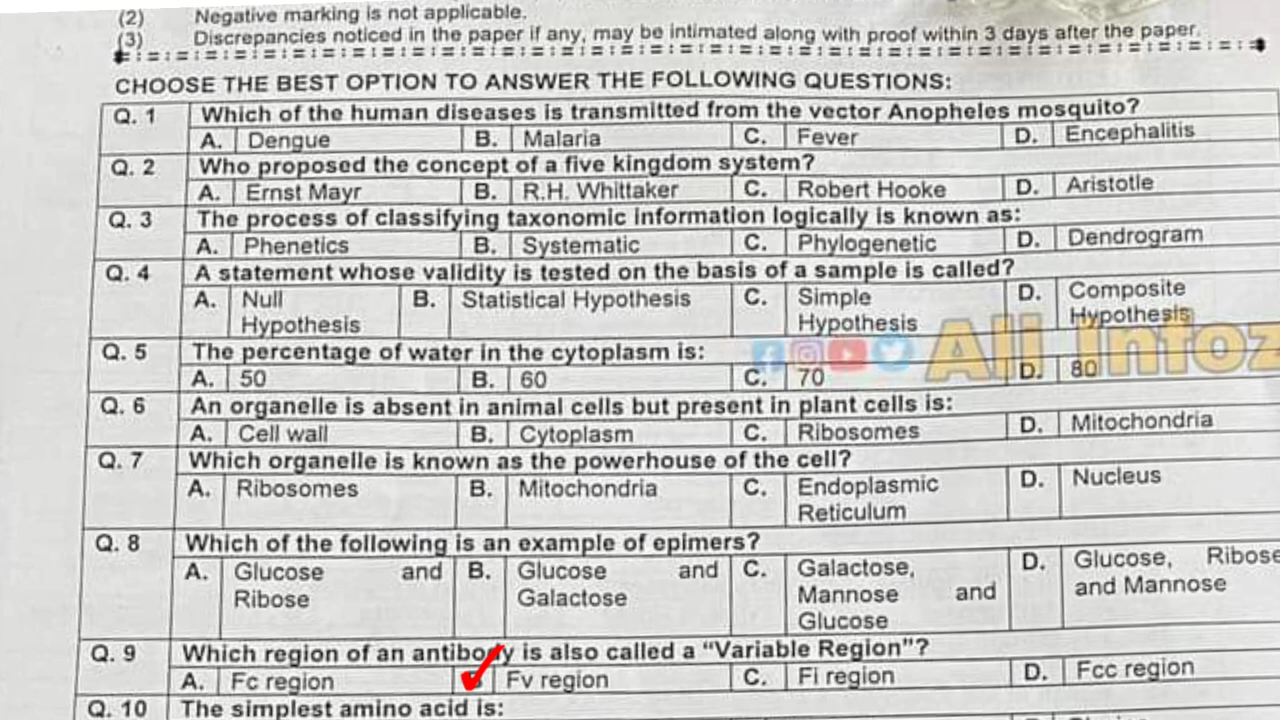 (2) Negative marking is not applicable.
(3) Discrepancies noticed in the paper if any, may be intimated along with proof within 3 days after the paper.
CHOOSE THE BEST OPTION TO ANSWER THE FOLLOWING QUESTIONS:
Q. 1 Which of the human diseases is transmitted from the vector Anopheles mosquito?
A. Dengue B. Malaria C. Fever D. Encephalitis
Q. 2 Who proposed the concept of a five kingdom system?
A. Ernst Mayr B. R.H. Whittaker C. Robert Hooke D. Aristotle
Q. 3 The process of classifying taxonomic information logically is known as:
A. Phenetics B. Systematic C. Phylogenetic D. Dendrogram
Q. 4 A statement whose validity is tested on the basis of a sample is called?
A. Null B. Statistical Hypothesis C. Simple D. Composite
Hypothesis Hypothesis Hypothesis
Ali Infoz
Q. 5 The percentage of water in the cytoplasm is:
A. 50 B. 60 C. 70 D. 80
Q. 6 An organelle is absent in animal cells but present in plant cells is:
A. Cell wall B. Cytoplasm C. Ribosomes D. Mitochondria
Q. 7 Which organelle is known as the powerhouse of the cell?
A. Ribosomes B. Mitochondria C. Endoplasmic D. Nucleus
Reticulum
Q. 8 Which of the following is an example of epimers?
A. Glucose and B. Glucose and C. Galactose, D. Glucose, Ribose
Ribose Galactose Mannose and and Mannose
Glucose
Q. 9 Which region of an antibody is also called a “Variable Region”?
A. Fc region Fv region C. Fi region D. Fcc region
Q. 10 The simplest amino acid is: